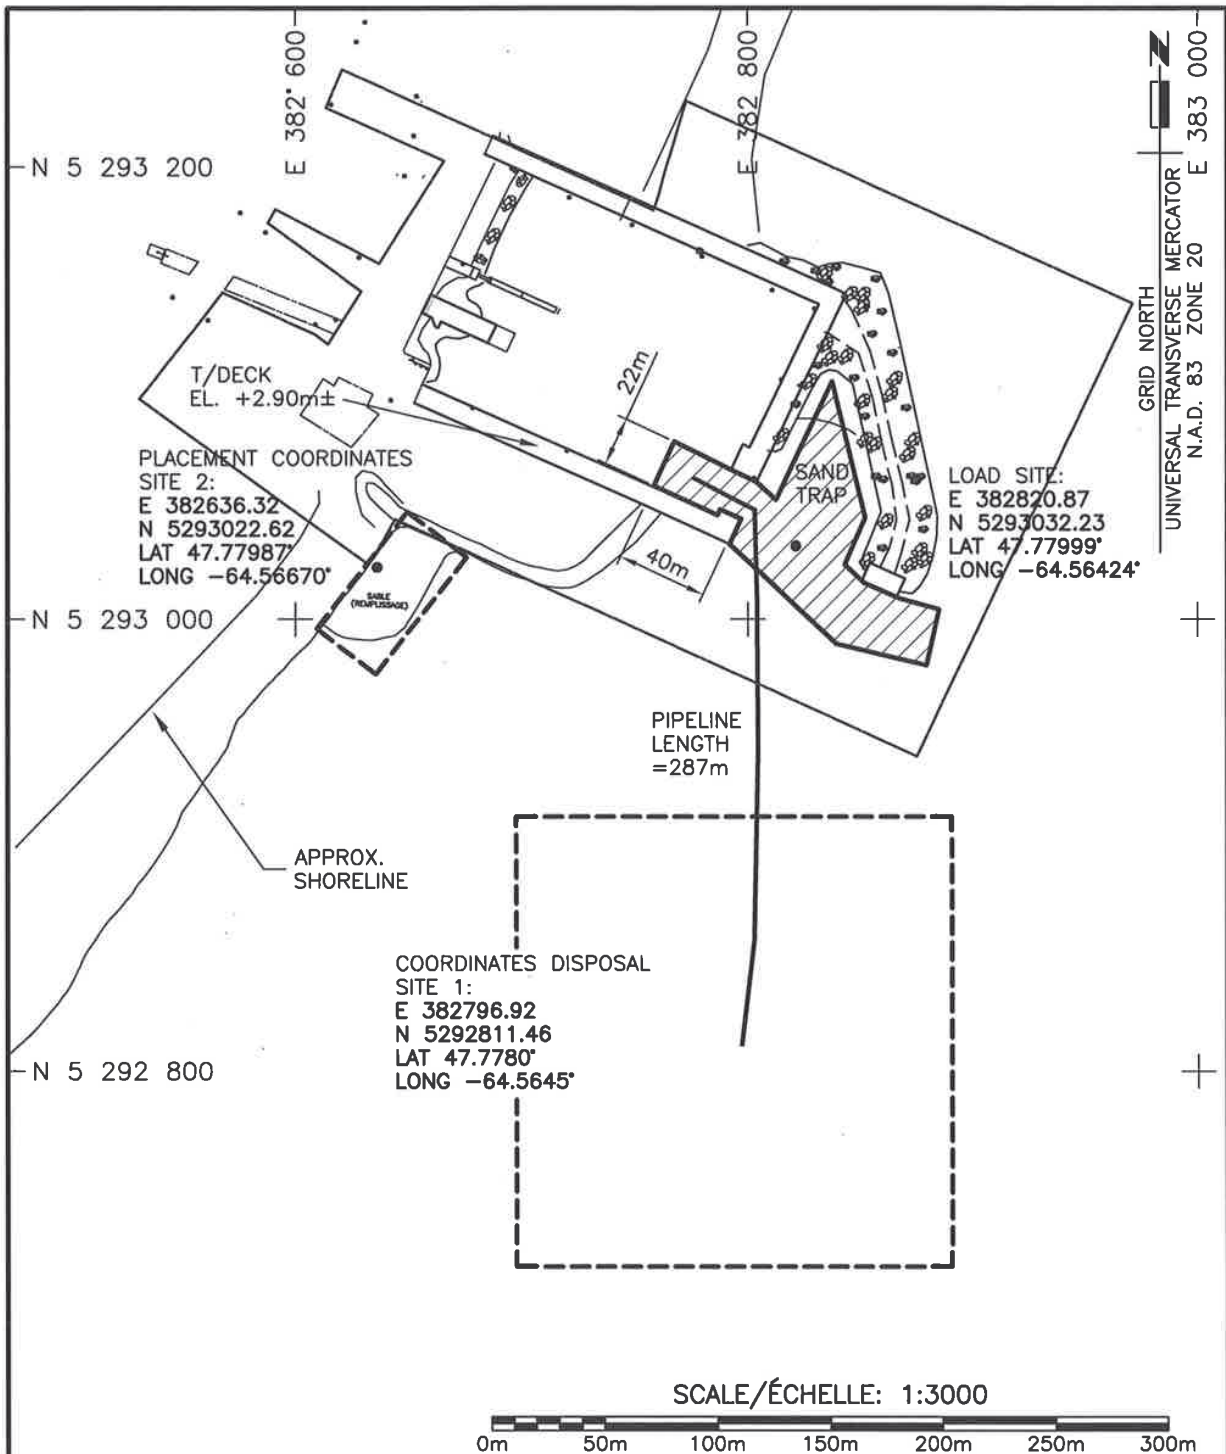 E 382 600
E 382 800
E 383 000
N 5 293 200
GRID NORTH
UNIVERSAL TRANSVERSE MERCATOR
N.A.D. 83 ZONE 20
22m
T/DECK
EL. +2.90m±
PLACEMENT COORDINATES
SITE 2:
E 382636.32
N 5293022.62
LAT 47.77987°
LONG -64.56670°
SAND
TRAP
LOAD SITE:
E 382820.87
N 5293032.23
LAT 47.77999°
LONG -64.56424°
40m
SABLE
(REMPLISSAGE)
N 5 293 000
PIPELINE
LENGTH
=287m
APPROX.
SHORELINE
COORDINATES DISPOSAL
SITE 1:
E 382796.92
N 5292811.46
LAT 47.7780°
LONG -64.5645°
N 5 292 800
SCALE/ÉCHELLE: 1:3000
0m 50m 100m 150m 200m 250m 300m